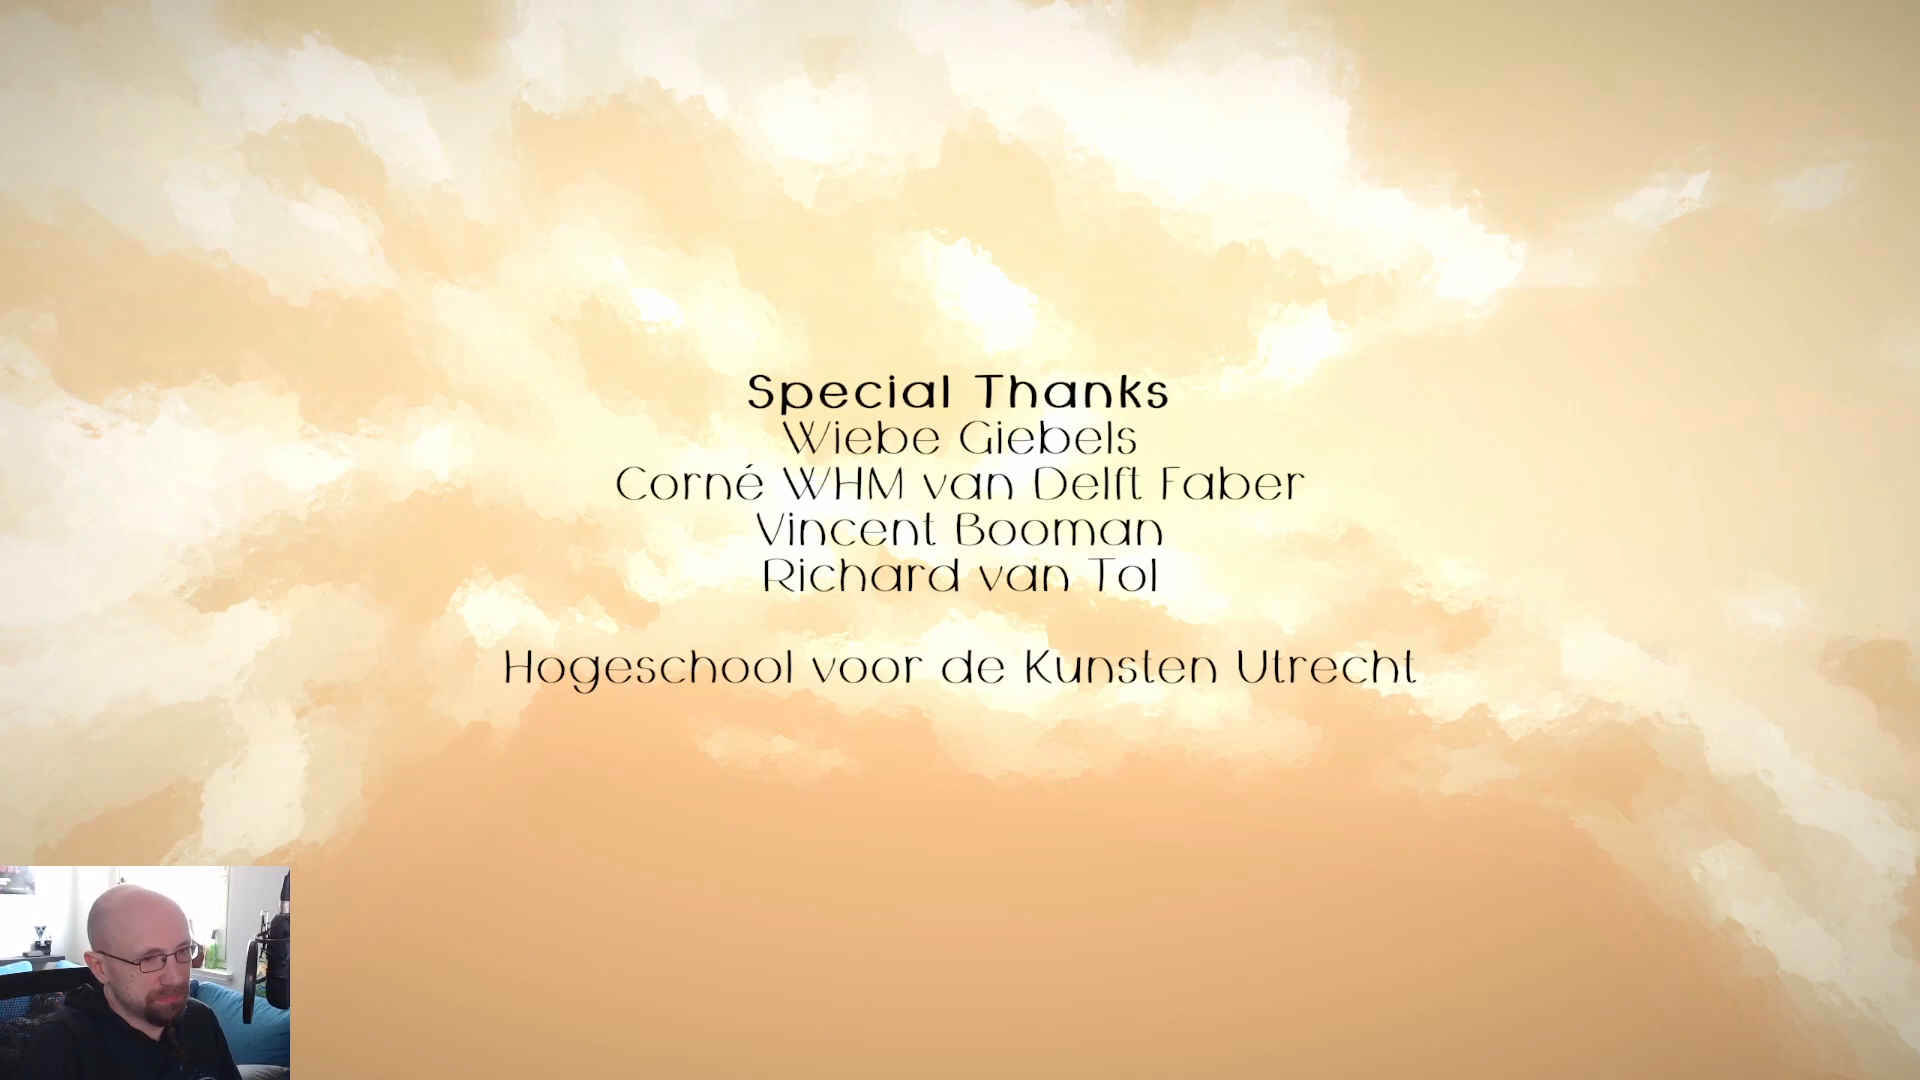 Special Thanks
Wiebe Giebels
Corné WHM van Delft Faber
Vincent Booman
Richard van Tol
Hogeschool voor de Kunsten Utrecht